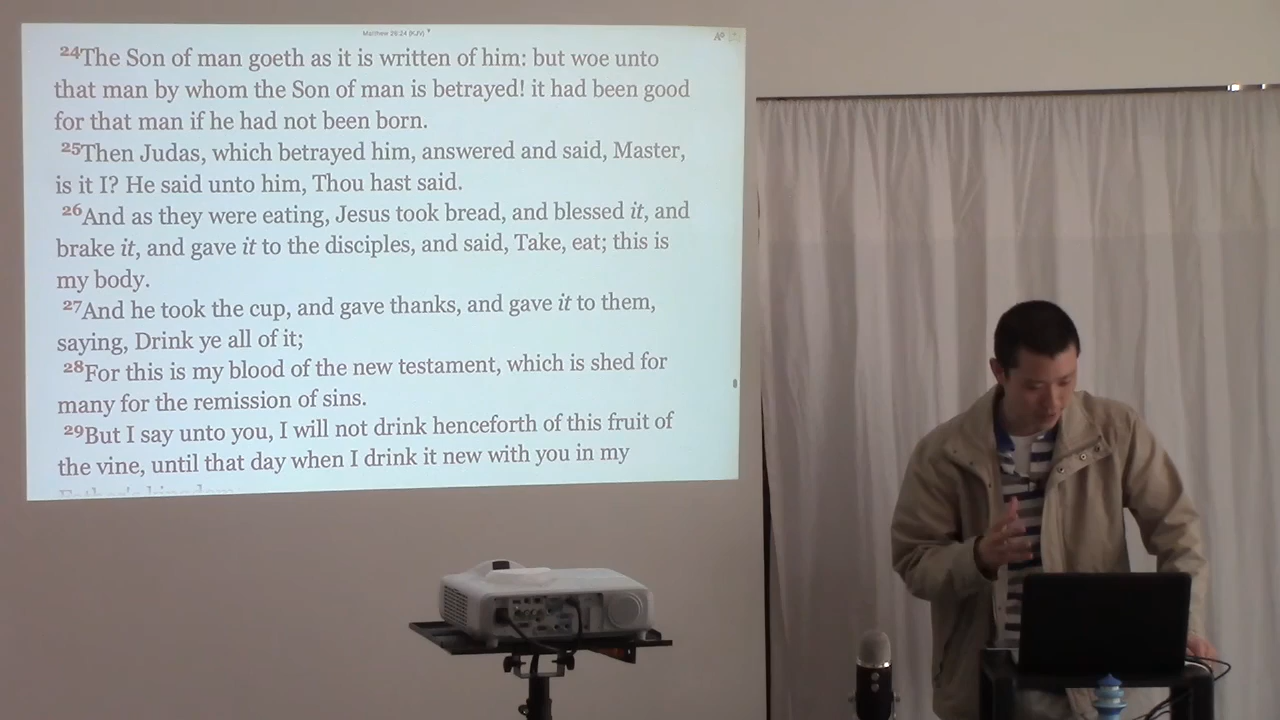 Matthew 26:24 (KJV)
24The Son of man goeth as it is written of him: but woe unto
that man by whom the Son of man is betrayed! it had been good
for that man if he had not been born.
25Then Judas, which betrayed him, answered and said, Master,
is it I? He said unto him, Thou hast said.
26And as they were eating, Jesus took bread, and blessed it, and
brake it, and gave it to the disciples, and said, Take, eat; this is
my body.
27And he took the cup, and gave thanks, and gave it to them,
saying, Drink ye all of it;
28For this is my blood of the new testament, which is shed for
many for the remission of sins.
29But I say unto you, I will not drink henceforth of this fruit of
the vine, until that day when I drink it new with you in my
Father's kingdom.